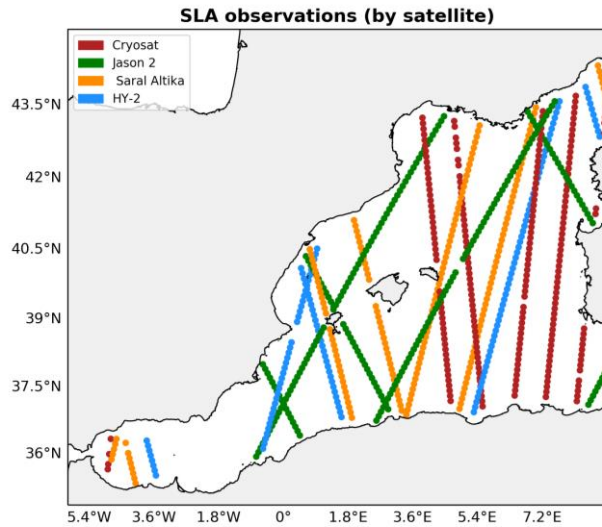 SLA observations (by satellite)
Cryosat
Jason 2
Saral Altika
HY-2
43.5°N
42°N
40.5°N
39°N
37.5°N
36°N
5.4°W 3.6°W 1.8°W 0° 1.8°E 3.6°E 5.4°E 7.2°E